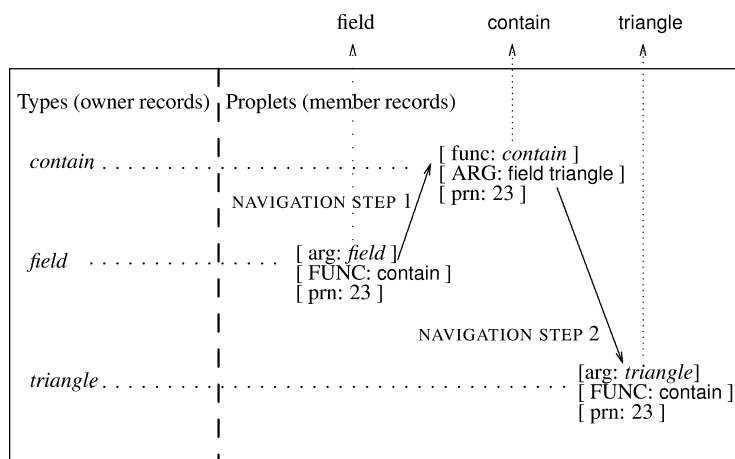 field contain triangle
Types (owner records) Proplets (member records)
contain
[ func: contain ]
[ ARG: field triangle ]
[ prn: 23 ]
NAVIGATION STEP 1
field
[ arg: field ]
[ FUNC: contain ]
[ prn: 23 ]
NAVIGATION STEP 2
triangle
[arg: triangle]
[ FUNC: contain ]
[ prn: 23 ]